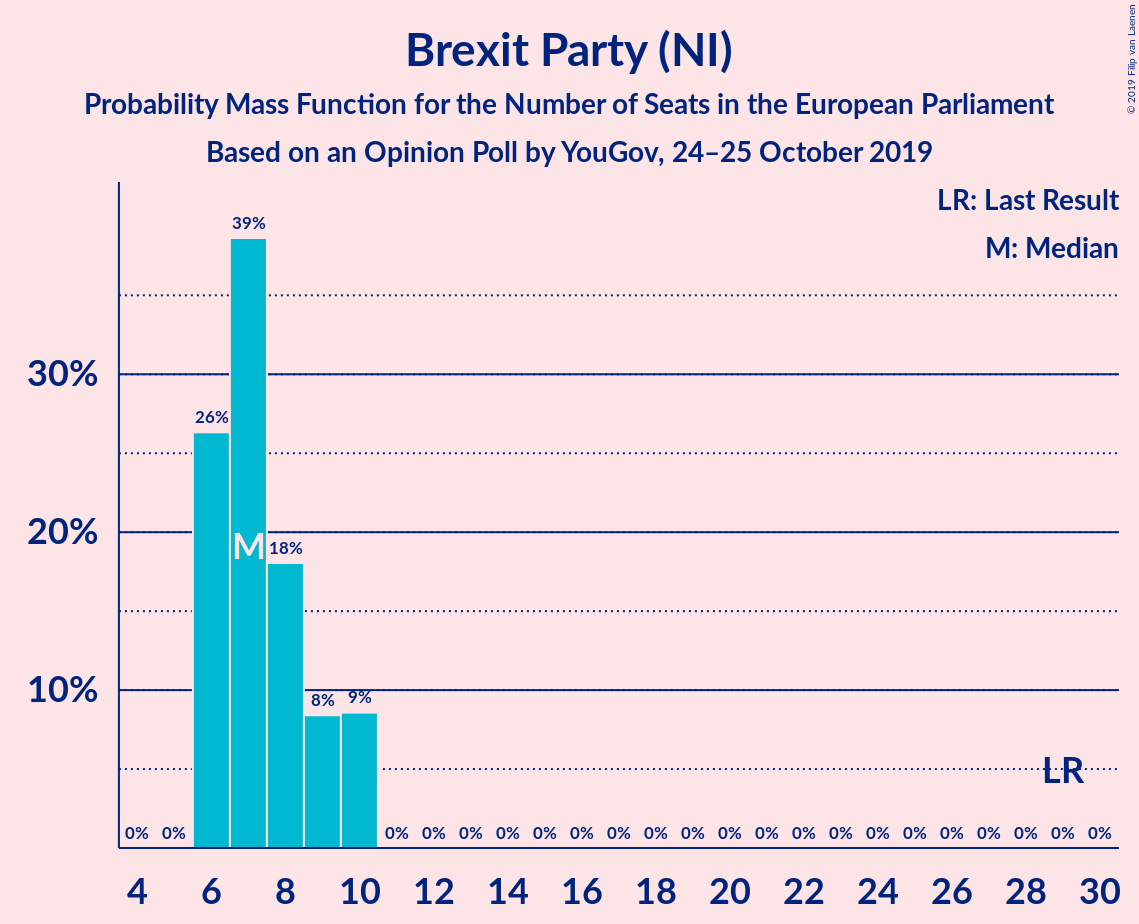 Brexit Party (NI)
Probability Mass Function for the Number of Seats in the European Parliament
Based on an Opinion Poll by YouGov, 24–25 October 2019
© 2019 Filip van Laenen
LR: Last Result
M: Median
39%
30%
26%
20%
M
18%
10%
8%
9%
LR
0% 0% 0% 0% 0% 0% 0% 0% 0% 0% 0% 0% 0% 0% 0% 0% 0% 0% 0% 0% 0% 0%
4 6 8 10 12 14 16 18 20 22 24 26 28 30